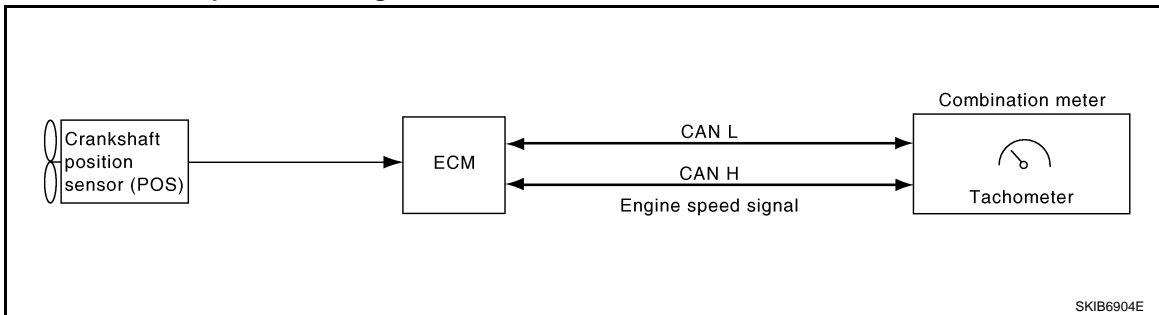 Crankshaft
position
sensor (POS)
ECM
CAN L
CAN H
Engine speed signal
Combination meter
Tachometer
SKIB6904E